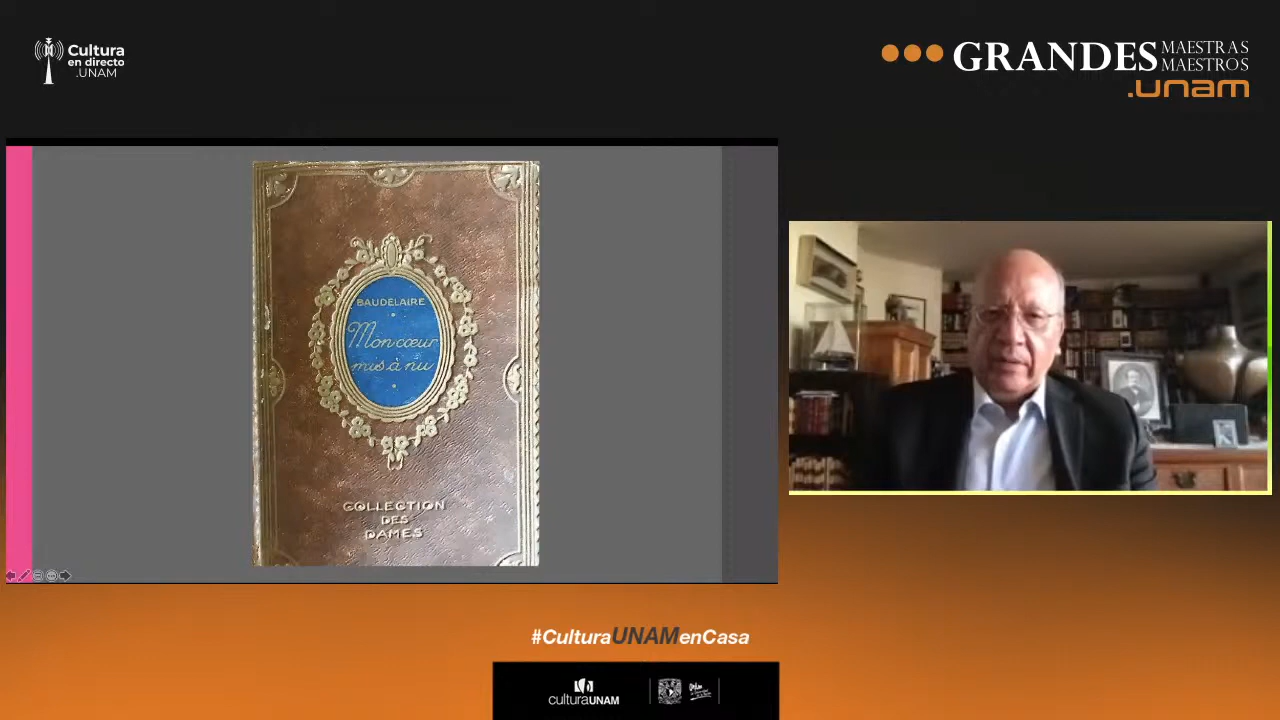 Cultura
en directo
.UNAM
GRANDES MAESTRAS MAESTROS
.unam
BAUDELAIRE
Mon cœur
mis à nu
COLLECTION
DES
DAMES
#CulturaUNAMenCasa
culturaUNAM